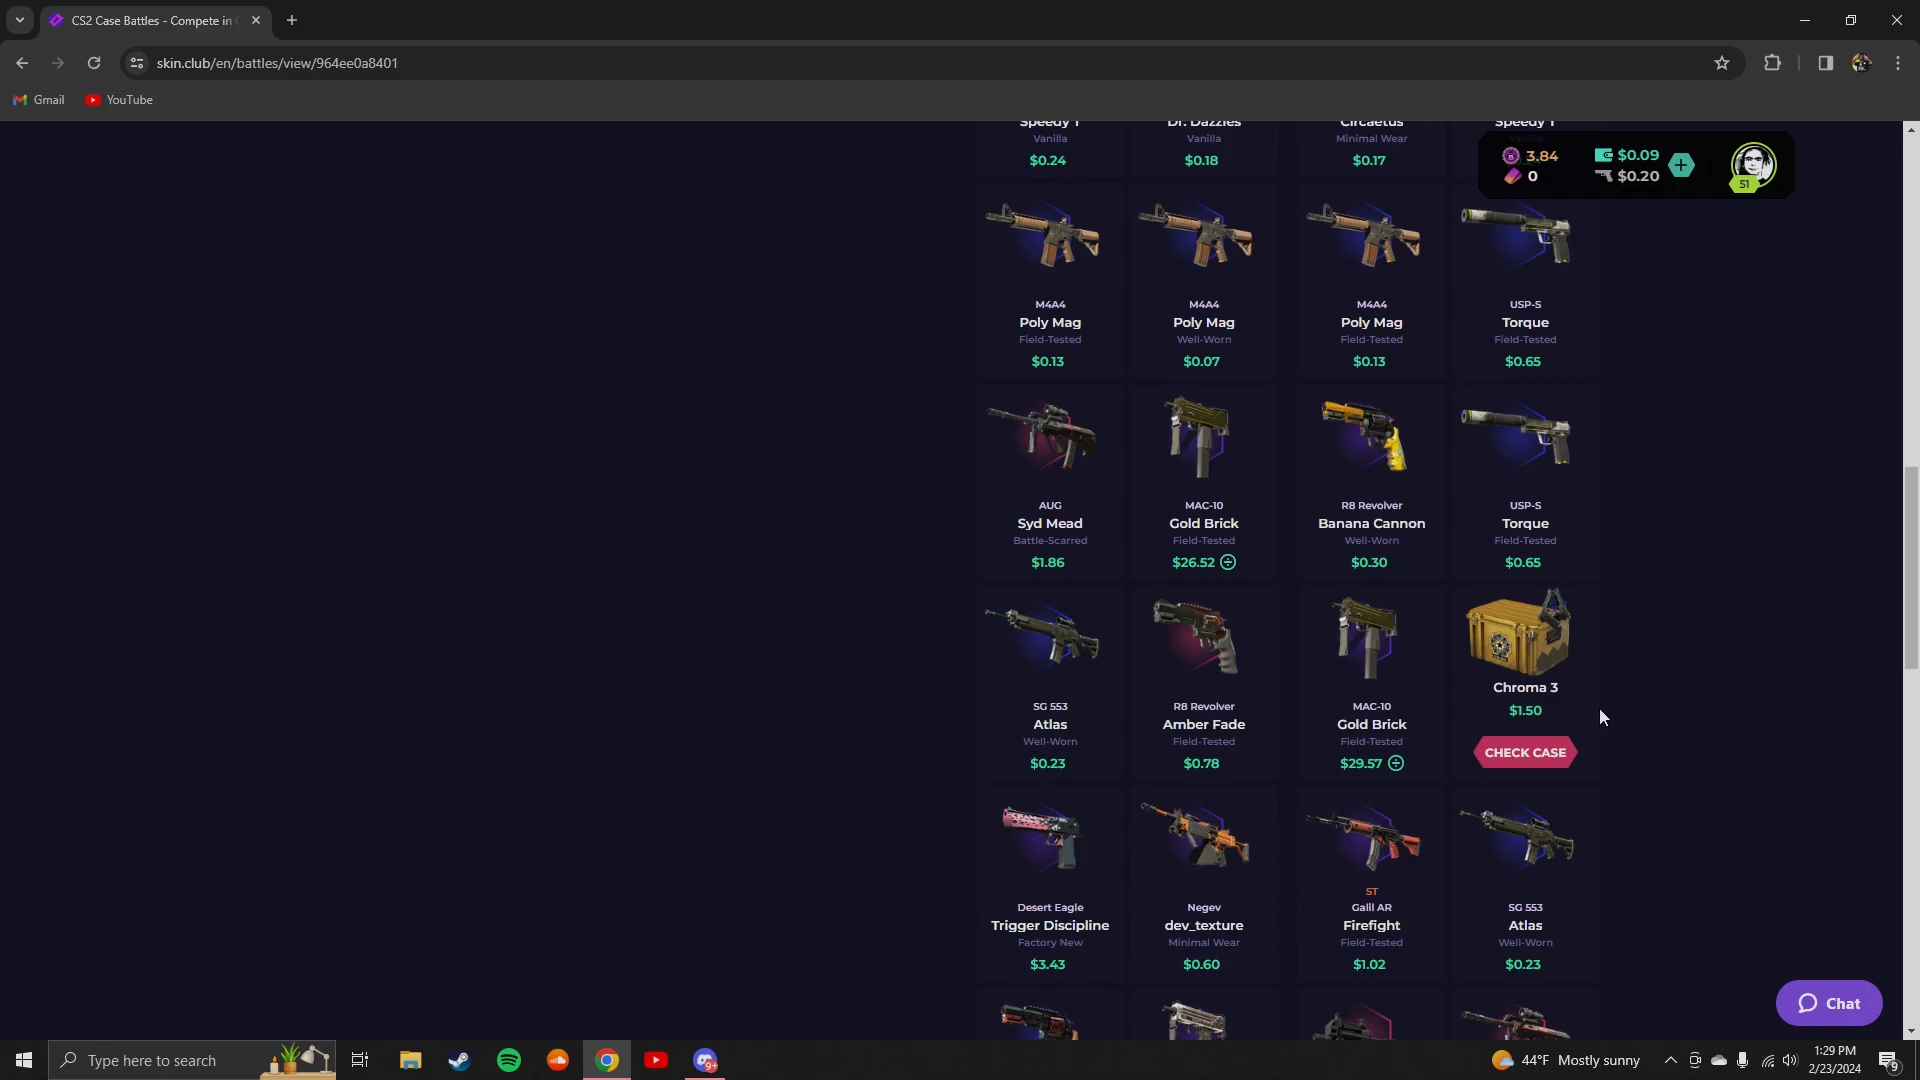 CS2 Case Battles - Compete in
skin.club/en/battles/view/964ee0a8401
Gmail
YouTube
Speedy T
Dr. Dazzles
Circaetus
Speedy T
Vanilla
Vanilla
Minimal Wear
Vanilla
$0.24
$0.18
$0.17
3.84
$0.09
0
$0.20
51
M4A4
M4A4
M4A4
USP-S
Poly Mag
Poly Mag
Poly Mag
Torque
Field-Tested
Well-Worn
Field-Tested
Field-Tested
$0.13
$0.07
$0.13
$0.65
AUG
MAC-10
R8 Revolver
USP-S
Syd Mead
Gold Brick
Banana Cannon
Torque
Battle-Scarred
Field-Tested
Well-Worn
Field-Tested
$1.86
$26.52
$0.30
$0.65
SG 553
R8 Revolver
MAC-10
Chroma 3
Atlas
Amber Fade
Gold Brick
$1.50
Well-Worn
Field-Tested
Field-Tested
CHECK CASE
$0.23
$0.78
$29.57
ST
Desert Eagle
Negev
Galil AR
SG 553
Trigger Discipline
dev_texture
Firefight
Atlas
Factory New
Minimal Wear
Field-Tested
Well-Worn
$3.43
$0.60
$1.02
$0.23
Chat
Type here to search
9+
44°F Mostly sunny
1:29 PM
2/23/2024
9